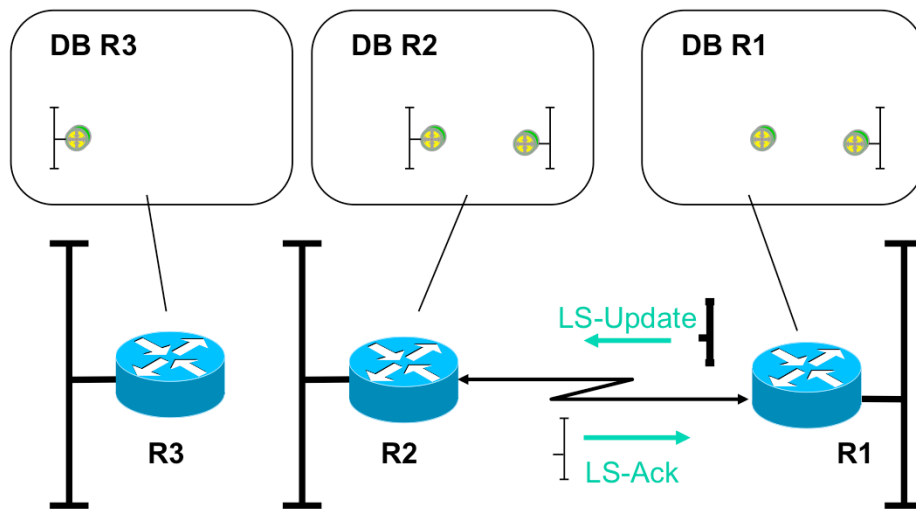 DB R3
DB R2
DB R1
LS-Update
R3
R2
R1
LS-Ack